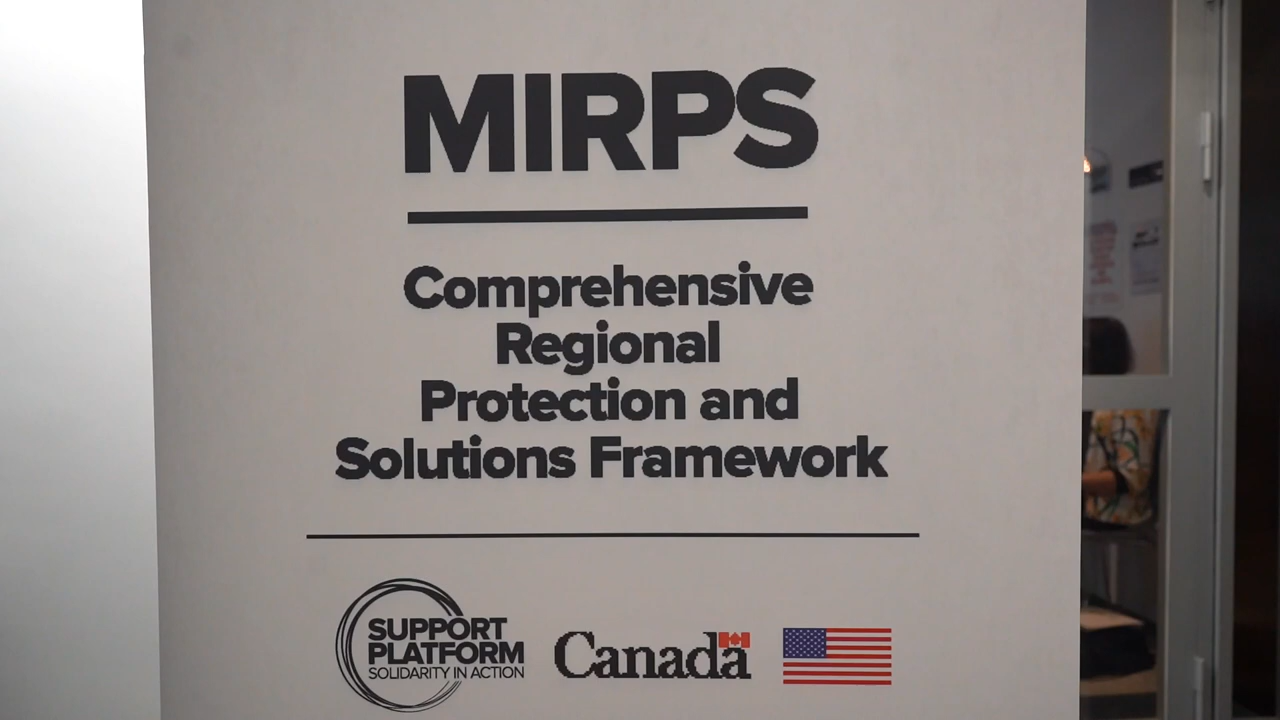 MIRPS
Comprehensive
Regional
Protection and
Solutions Framework
SUPPORT
PLATFORM
SOLIDARITY IN ACTION
Canada